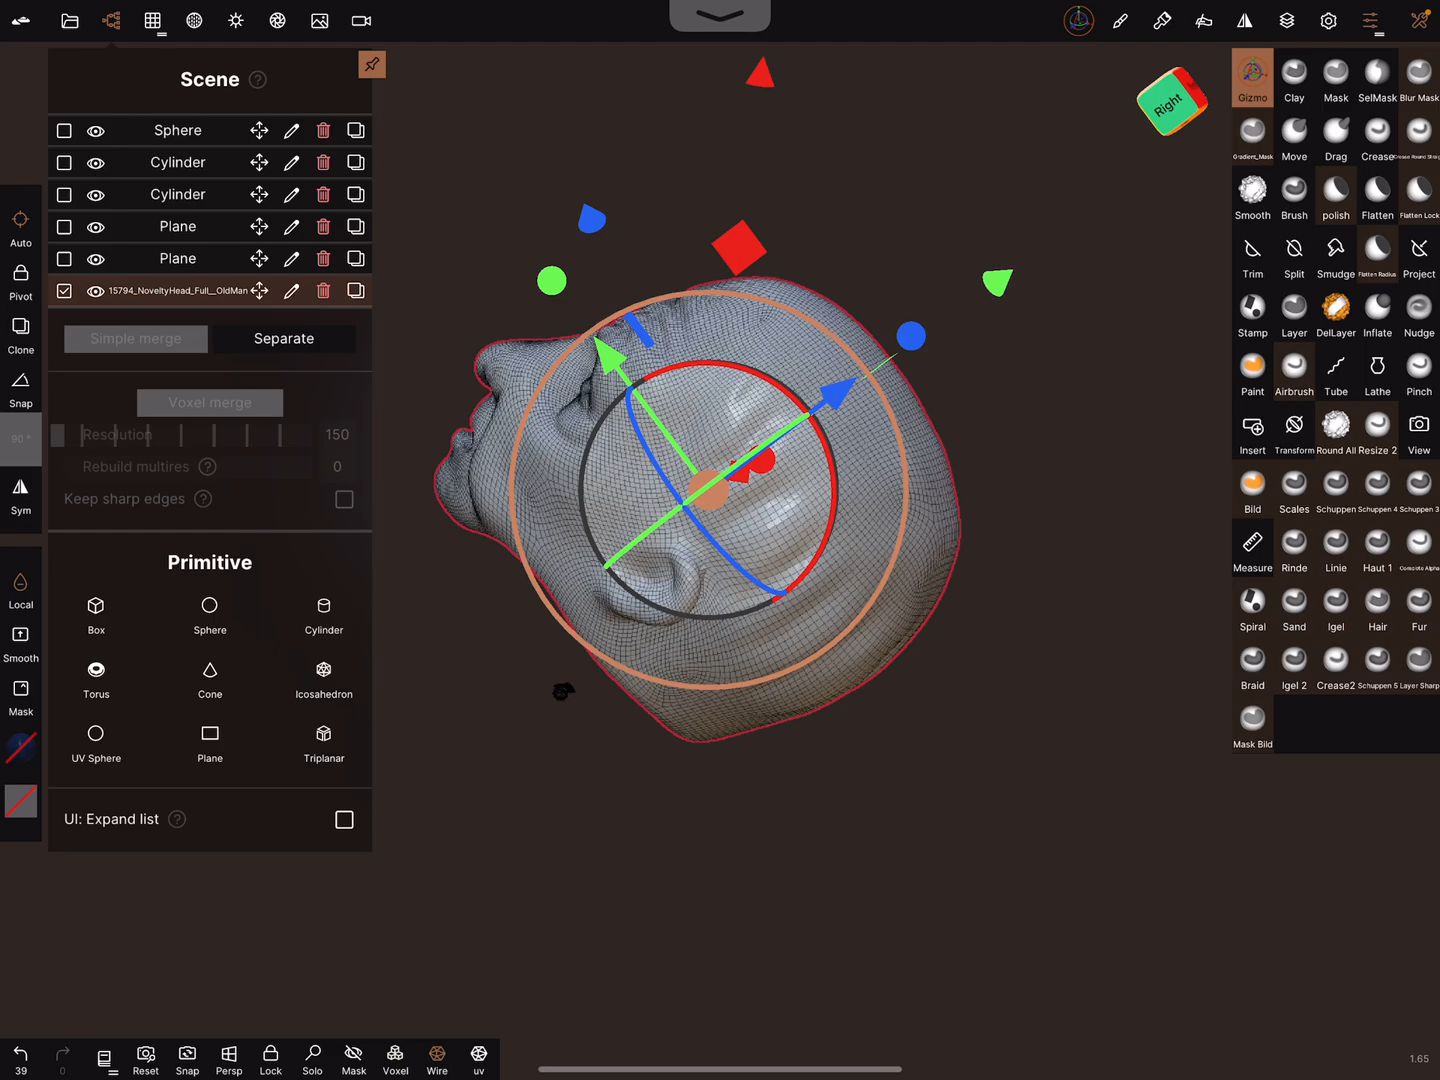 Scene
Sphere
Cylinder
Cylinder
Plane
Plane
15794_NoveltyHead_Full__OldMan
Simple merge
Separate
Voxel merge
Resolution 150
Rebuild multires ? 0
Keep sharp edges ?
Primitive
Box Sphere Cylinder
Torus Cone Icosahedron
UV Sphere Plane Triplanar
UI: Expand list ?
Auto
Pivot
Clone
Snap
90 °
Sym
Local
Smooth
Mask
Right
Gizmo Clay Mask SelMask Blur Mask
Gradient_Mask Move Drag Crease
Smooth Brush polish Flatten Flatten Lock
Trim Split Smudge Flatten Radius Project
Stamp Layer DelLayer Inflate Nudge
Paint Airbrush Tube Lathe Pinch
Insert Transform Round All Resize 2 View
Bild Scales Schuppen Schuppen 4 Schuppen 3
Measure Rinde Linie Haut 1
Spiral Sand Igel Hair Fur
Braid Igel 2 Crease2 Schuppen 5 Layer Sharp
Mask Bild
39 0 Reset Snap Persp Lock Solo Mask Voxel Wire uv
1.65